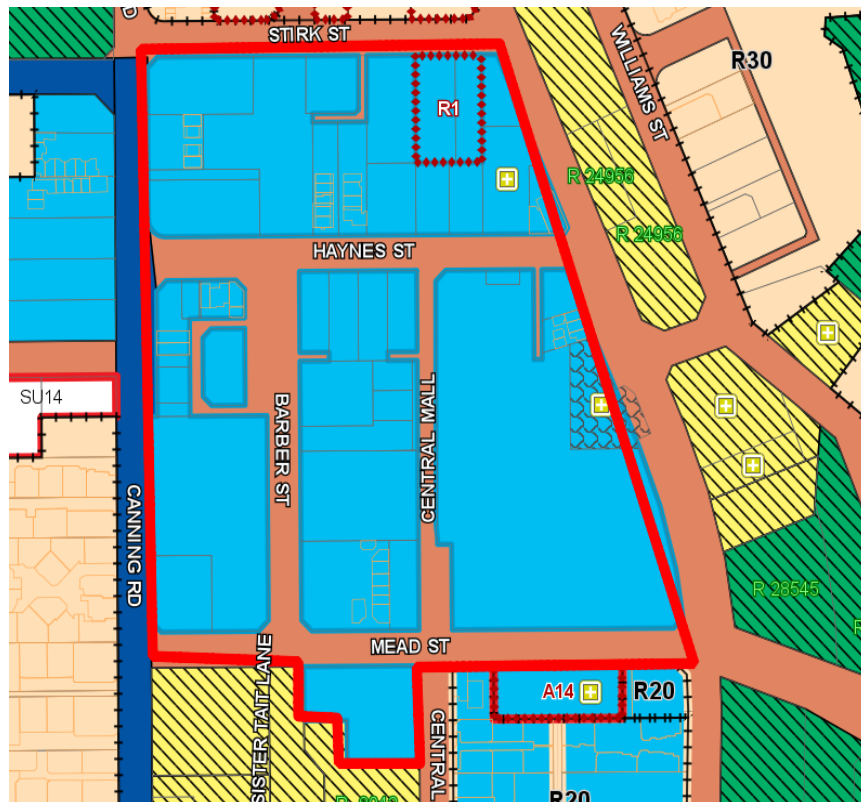 D
STIRK ST
WILLIAMS ST
R30
R1
R 24956
R 24956
HAYNES ST
SU14
BARBER ST
CENTRAL MALL
CANNING RD
R 28545
MEAD ST
SISTER TAIT LANE
A14
R20
CENTRAL
R20